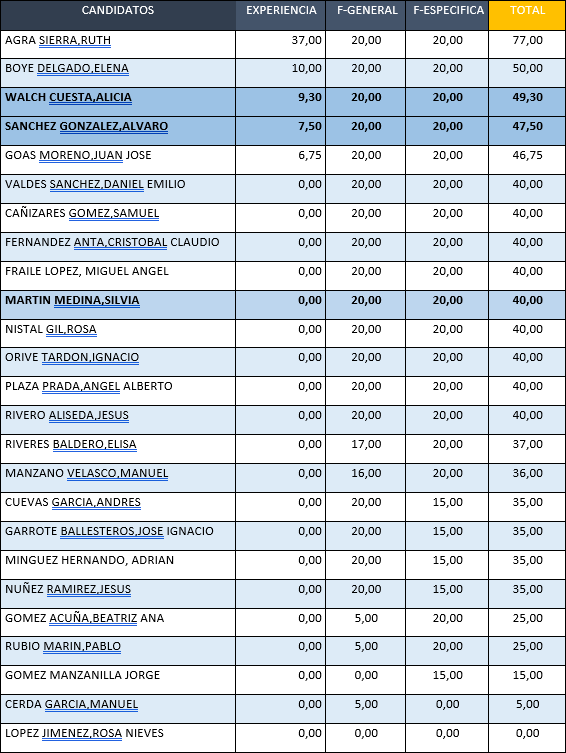 CANDIDATOS EXPERIENCIA F-GENERAL F-ESPECIFICA TOTAL
AGRA SIERRA,RUTH 37,00 20,00 20,00 77,00
BOYE DELGADO,ELENA 10,00 20,00 20,00 50,00
WALCH CUESTA,ALICIA 9,30 20,00 20,00 49,30
SANCHEZ GONZALEZ,ALVARO 7,50 20,00 20,00 47,50
GOAS MORENO,JUAN JOSE 6,75 20,00 20,00 46,75
VALDES SANCHEZ,DANIEL EMILIO 0,00 20,00 20,00 40,00
CAÑIZARES GOMEZ,SAMUEL 0,00 20,00 20,00 40,00
FERNANDEZ ANTA,CRISTOBAL CLAUDIO 0,00 20,00 20,00 40,00
FRAILE LOPEZ, MIGUEL ANGEL 0,00 20,00 20,00 40,00
MARTIN MEDINA,SILVIA 0,00 20,00 20,00 40,00
NISTAL GIL,ROSA 0,00 20,00 20,00 40,00
ORIVE TARDON,IGNACIO 0,00 20,00 20,00 40,00
PLAZA PRADA,ANGEL ALBERTO 0,00 20,00 20,00 40,00
RIVERO ALISEDA,JESUS 0,00 20,00 20,00 40,00
RIVERES BALDERO,ELISA 0,00 17,00 20,00 37,00
MANZANO VELASCO,MANUEL 0,00 16,00 20,00 36,00
CUEVAS GARCIA,ANDRES 0,00 20,00 15,00 35,00
GARROTE BALLESTEROS,JOSE IGNACIO 0,00 20,00 15,00 35,00
MINGUEZ HERNANDO, ADRIAN 0,00 20,00 15,00 35,00
NUÑEZ RAMIREZ,JESUS 0,00 20,00 15,00 35,00
GOMEZ ACUÑA,BEATRIZ ANA 0,00 5,00 20,00 25,00
RUBIO MARIN,PABLO 0,00 5,00 20,00 25,00
GOMEZ MANZANILLA JORGE 0,00 0,00 15,00 15,00
CERDA GARCIA,MANUEL 0,00 5,00 0,00 5,00
LOPEZ JIMENEZ,ROSA NIEVES 0,00 0,00 0,00 0,00